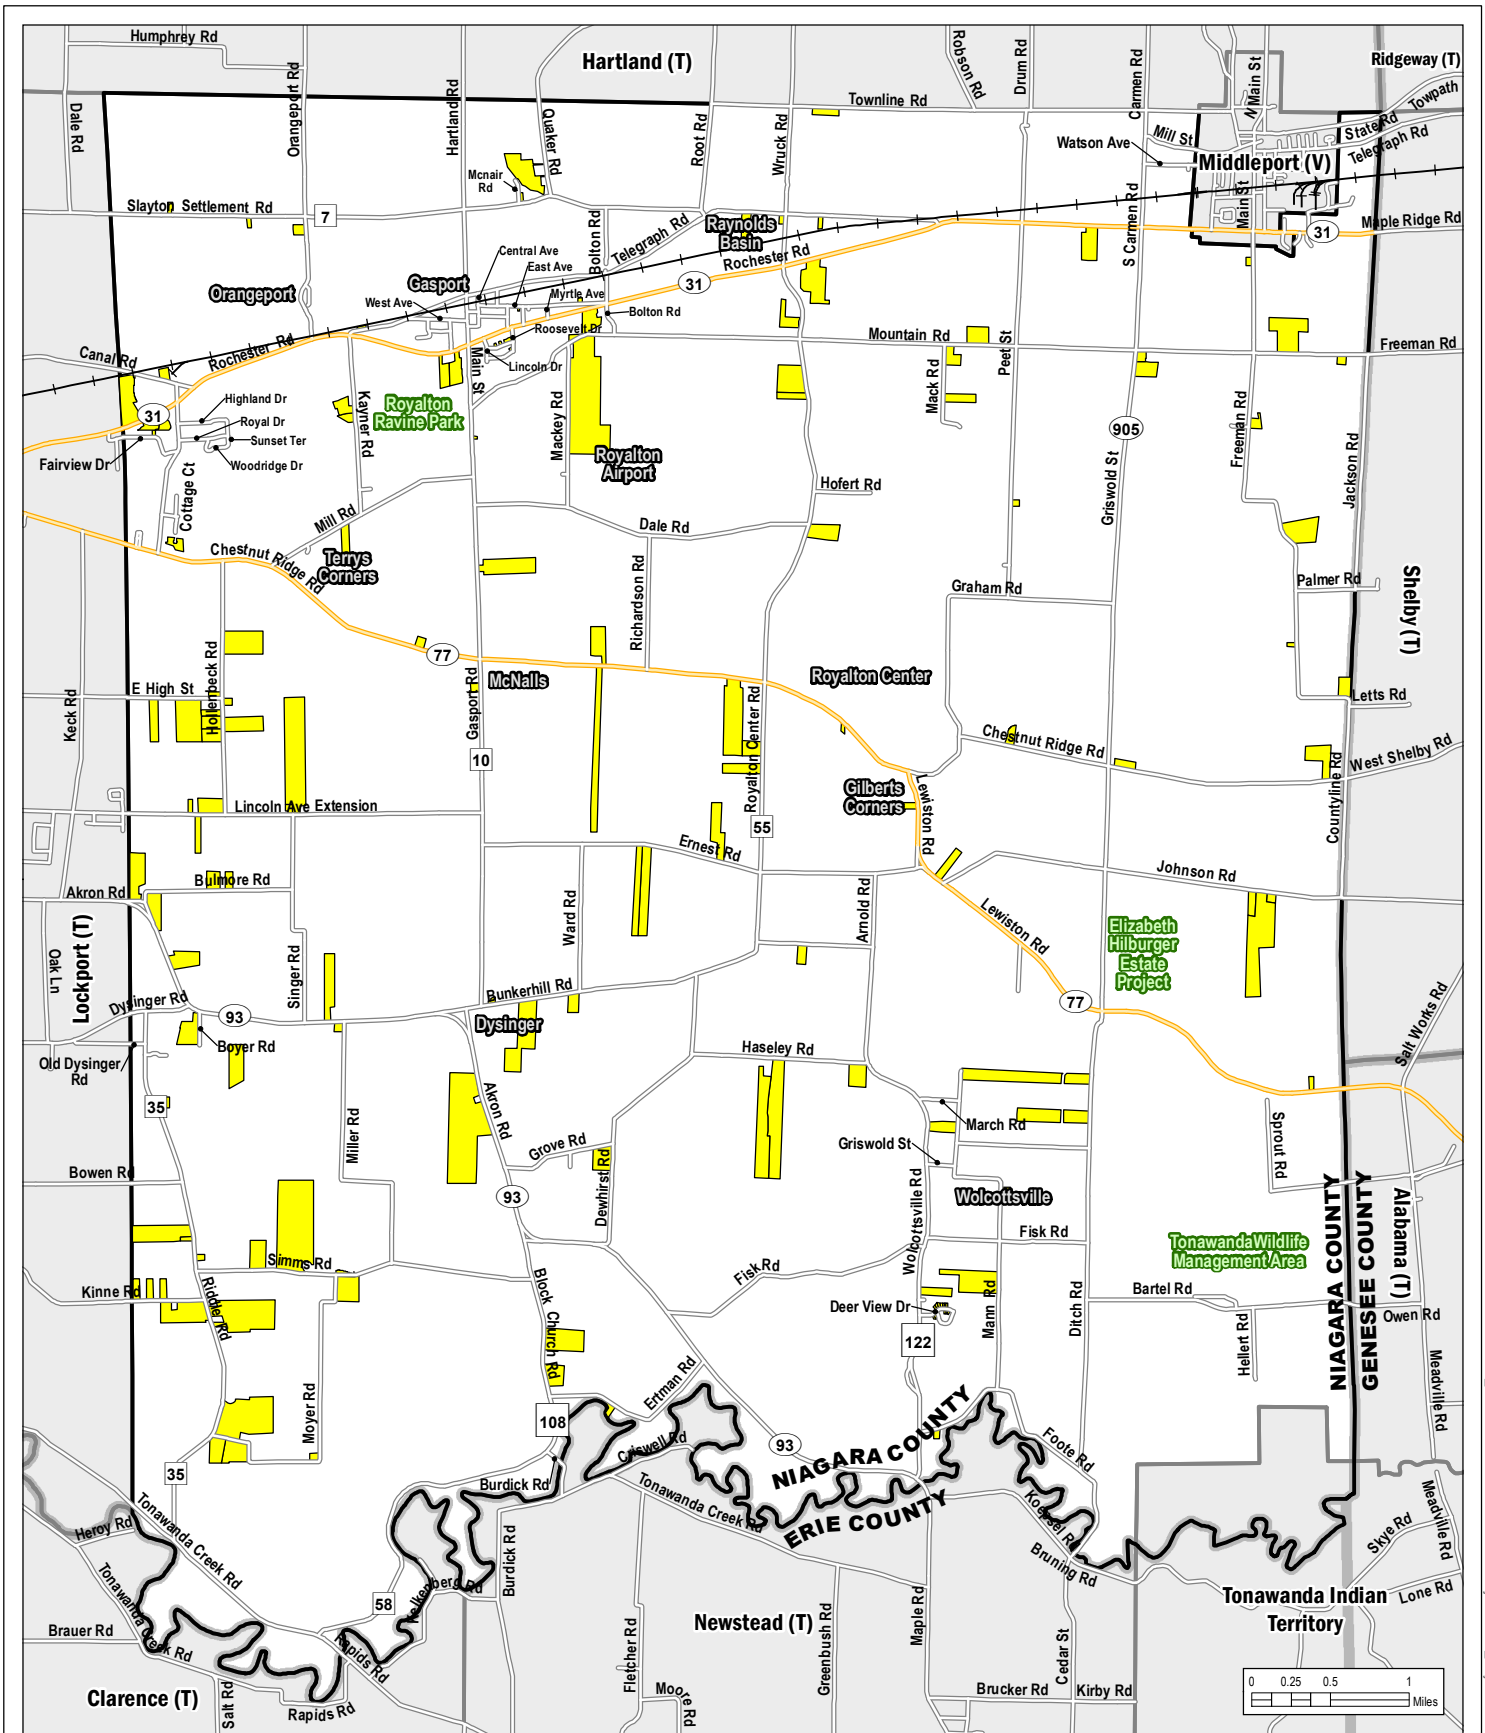 Humphrey Rd
Hartland (T)
Ridgeway (T)
Dale Rd
Orangeport Rd
Hartland Rd
Quaker Rd
Root Rd
Wruck Rd
Townline Rd
Robson Rd
Drum Rd
Carmen Rd
N Main St
Towpath
State Rd
Telegraph Rd
Mill St
Watson Ave
Middleport (V)
Main St
Maple Ridge Rd
31
Mcnair
Rd
Slayton Settlement Rd
7
Bolton Rd
Telegraph Rd
Raynolds
Basin
Rochester Rd
S Carmen Rd
Central Ave
East Ave
Gasport
Orangeport
West Ave
Myrtle Ave
31
Bolton Rd
Roosevelt Dr
Lincoln Dr
Main St
Mountain Rd
Peet St
Mack Rd
Freeman Rd
Canal Rd
Rochester Rd
31
Highland Dr
Royal Dr
Sunset Ter
Woodridge Dr
Fairview Dr
Cottage Ct
Kayner Rd
Royalton
Ravine Park
Mackey Rd
Royalton
Airport
905
Griswold St
Freeman Rd
Jackson Rd
Hofert Rd
Mill Rd
Dale Rd
Chestnut Ridge Rd
Terrys
Corners
Richardson Rd
Graham Rd
Palmer Rd
Shelby (T)
77
Hollenbeck Rd
Keck Rd
E High St
McNalls
Gasport Rd
10
Royalton Center
Royalton Center Rd
55
Letts Rd
Chestnut Ridge Rd
West Shelby Rd
Countyline Rd
Gilberts
Corners
Lewiston Rd
Lincoln Ave Extension
Ernest Rd
Johnson Rd
Bulmore Rd
Akron Rd
Lockport (T)
Oak Ln
Ward Rd
Arnold Rd
Lewiston Rd
Elizabeth
Hilburger
Estate
Project
77
Singer Rd
Dysinger Rd
93
Bunkerhill Rd
Dysinger
Boyer Rd
Old Dysinger
Rd
Haseley Rd
Salt Works Rd
35
Miller Rd
Akron Rd
Grove Rd
Dewhirst Rd
March Rd
Griswold St
Sprout Rd
Bowen Rd
93
Wolcottsville Rd
Wolcottsville
Fisk Rd
Tonawanda Wildlife
Management Area
NIAGARA COUNTY
GENESEE COUNTY
Alabama (T)
Simms Rd
Kinne Rd
Riddle Rd
Block Church Rd
Fisk Rd
Deer View Dr
122
Mann Rd
Ditch Rd
Bartel Rd
Owen Rd
Hellert Rd
Meadville Rd
Moyer Rd
Ertman Rd
108
Criswell Rd
93
NIAGARA COUNTY
ERIE COUNTY
Foote Rd
Koepsel Rd
Bruning Rd
35
Burdick Rd
Tonawanda Creek Rd
Heroy Rd
Tonawanda Creek Rd
Tonawanda Creek Rd
Burdick Rd
Kelkenberg Rd
58
Brauer Rd
Rapids Rd
Clarence (T)
Salt Rd
Rapids Rd
Newstead (T)
Fletcher Rd
Moore Rd
Greenbush Rd
Maple Rd
Cedar St
Brucker Rd
Kirby Rd
Skye Rd
Meadville Rd
Lone Rd
Tonawanda Indian
Territory
0 0.25 0.5 1
Miles